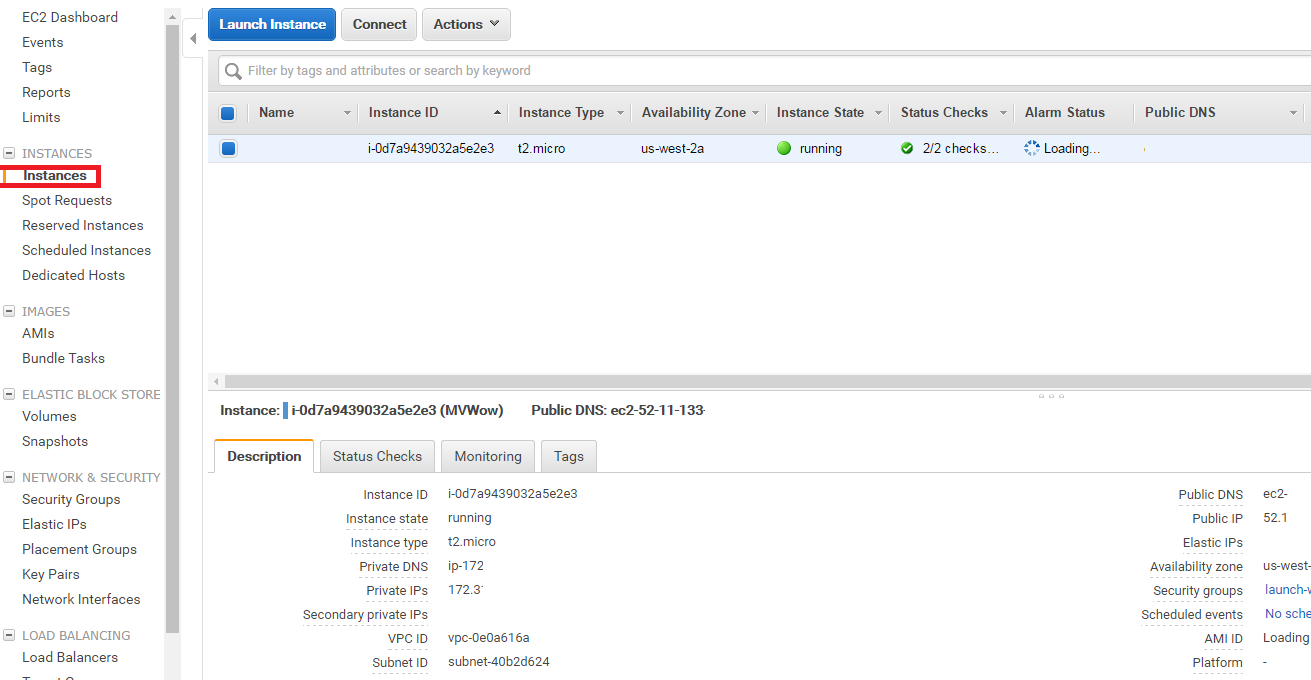 EC2 Dashboard
Events
Tags
Reports
Limits
INSTANCES
Instances
Spot Requests
Reserved Instances
Scheduled Instances
Dedicated Hosts
IMAGES
AMIs
Bundle Tasks
ELASTIC BLOCK STORE
Volumes
Snapshots
NETWORK & SECURITY
Security Groups
Elastic IPs
Placement Groups
Key Pairs
Network Interfaces
LOAD BALANCING
Load Balancers
Launch Instance Connect Actions
Filter by tags and attributes or search by keyword
Name Instance ID Instance Type Availability Zone Instance State Status Checks Alarm Status Public DNS
i-0d7a9439032a5e2e3 t2.micro us-west-2a running 2/2 checks... Loading...
Instance: i-0d7a9439032a5e2e3 (MVWow) Public DNS: ec2-52-11-133-
Description Status Checks Monitoring Tags
Instance ID i-0d7a9439032a5e2e3
Instance state running
Instance type t2.micro
Private DNS ip-172
Private IPs 172.3
Secondary private IPs
VPC ID vpc-0e0a616a
Subnet ID subnet-40b2d624
Public DNS ec2-
Public IP 52.1
Elastic IPs
Availability zone us-west-
Security groups launch-w
Scheduled events No sche
AMI ID Loading
Platform -